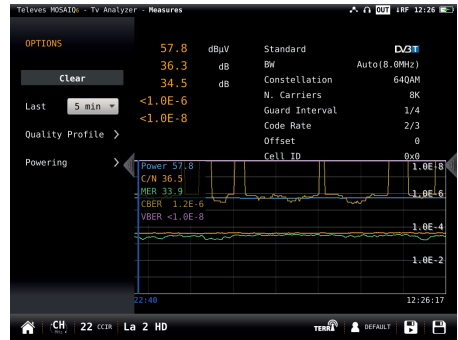 Televes MOSAIQ6 - Tv Analyzer - Measures OUT ↓RF 12:26
OPTIONS
Clear
Last 5 min
Quality Profile
Powering
57.8 dBµV
36.3 dB
34.5 dB
<1.0E-6
<1.0E-8
Standard DVB T
BW Auto(8.0MHz)
Constellation 64QAM
N. Carriers 8K
Guard Interval 1/4
Code Rate 2/3
Offset 0
Cell ID 0x0
Power 57.8
C/N 36.5
MER 33.9
CBER 1.2E-6
VBER <1.0E-8
1.0E-8
1.0E-6
1.0E-4
1.0E-2
22:40 12:26:17
CH 22 CCIR La 2 HD TERRA DEFAULT